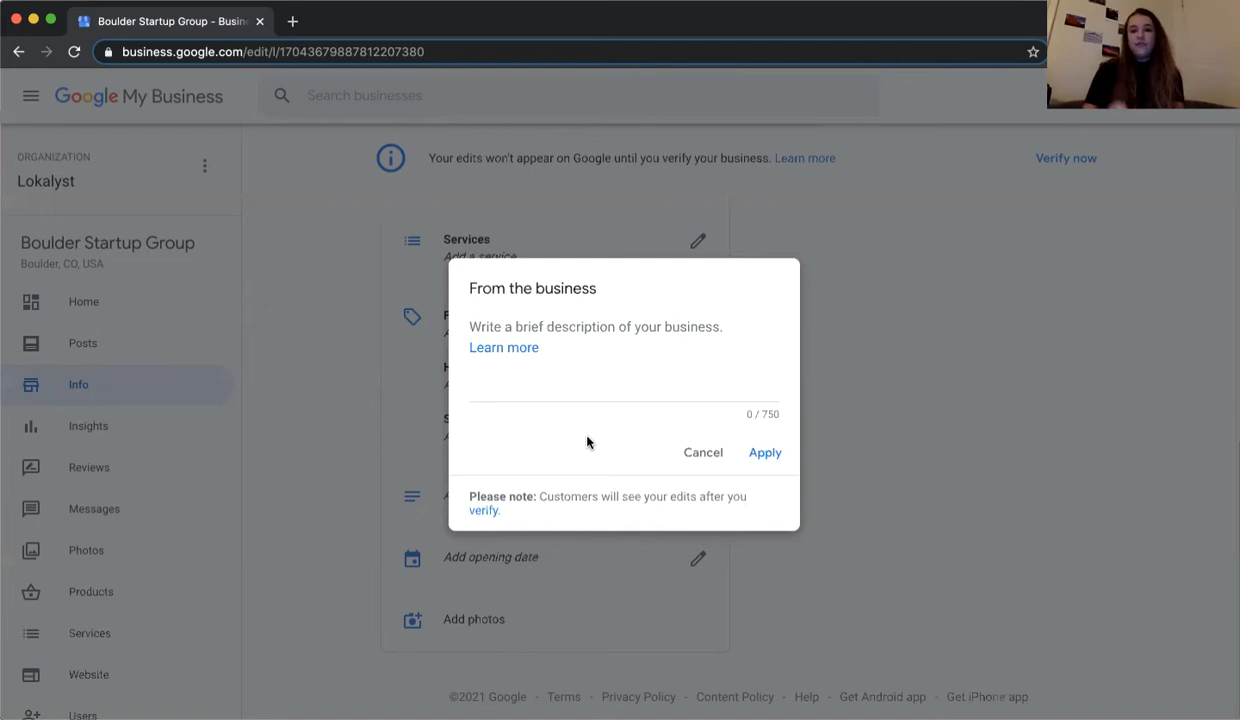 Boulder Startup Group - Busin
business.google.com/edit/l/17043679887812207380
Google My Business
Search businesses
ORGANIZATION
Lokalyst
Your edits won't appear on Google until you verify your business. Learn more
Verify now
Boulder Startup Group
Boulder, CO, USA
Home
Posts
Info
Insights
Reviews
Messages
Photos
Products
Services
Website
Users
Services
Add a service
From the business
Write a brief description of your business.
Learn more
0 / 750
Cancel
Apply
Please note: Customers will see your edits after you
verify.
Add opening date
Add photos
©2021 Google - Terms - Privacy Policy - Content Policy - Help - Get Android app - Get iPhone app